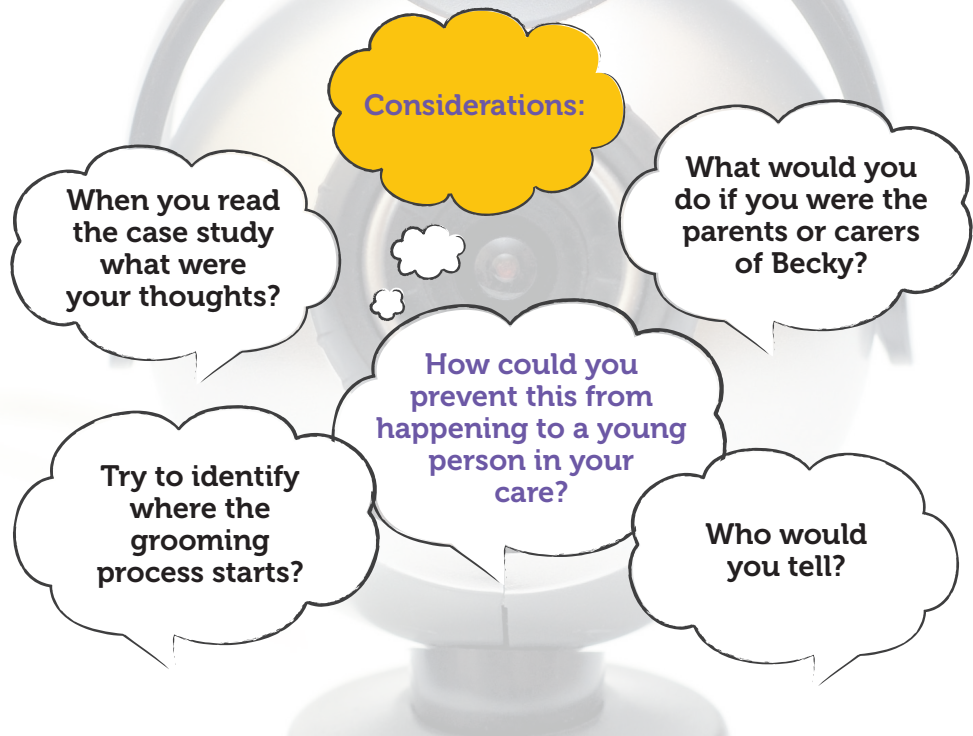 Considerations:
When you read
the case study
what were
your thoughts?
What would you
do if you were the
parents or carers
of Becky?
How could you
prevent this from
happening to a young
person in your
care?
Try to identify
where the
grooming
process starts?
Who would
you tell?